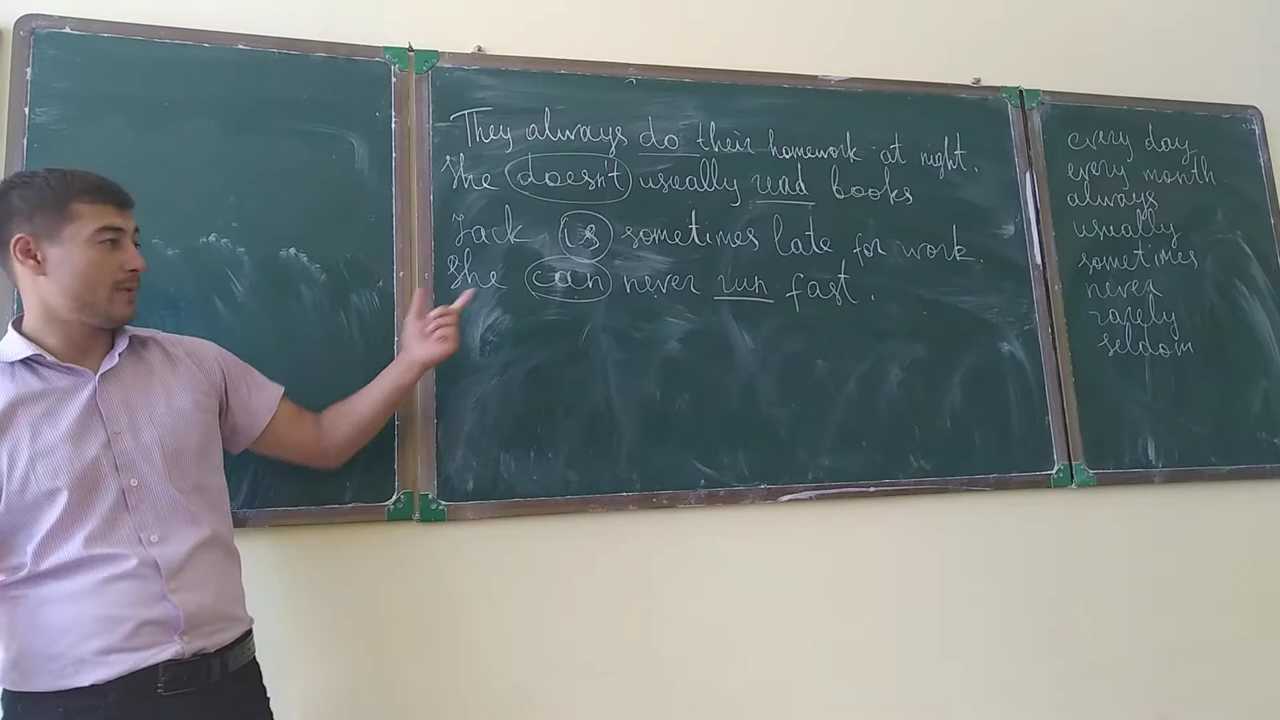 They always do their homework at night.
She doesn't usually read books
Jack is sometimes late for work.
She can never run fast.
every day
every month
always
usually
sometimes
never
rarely
seldom